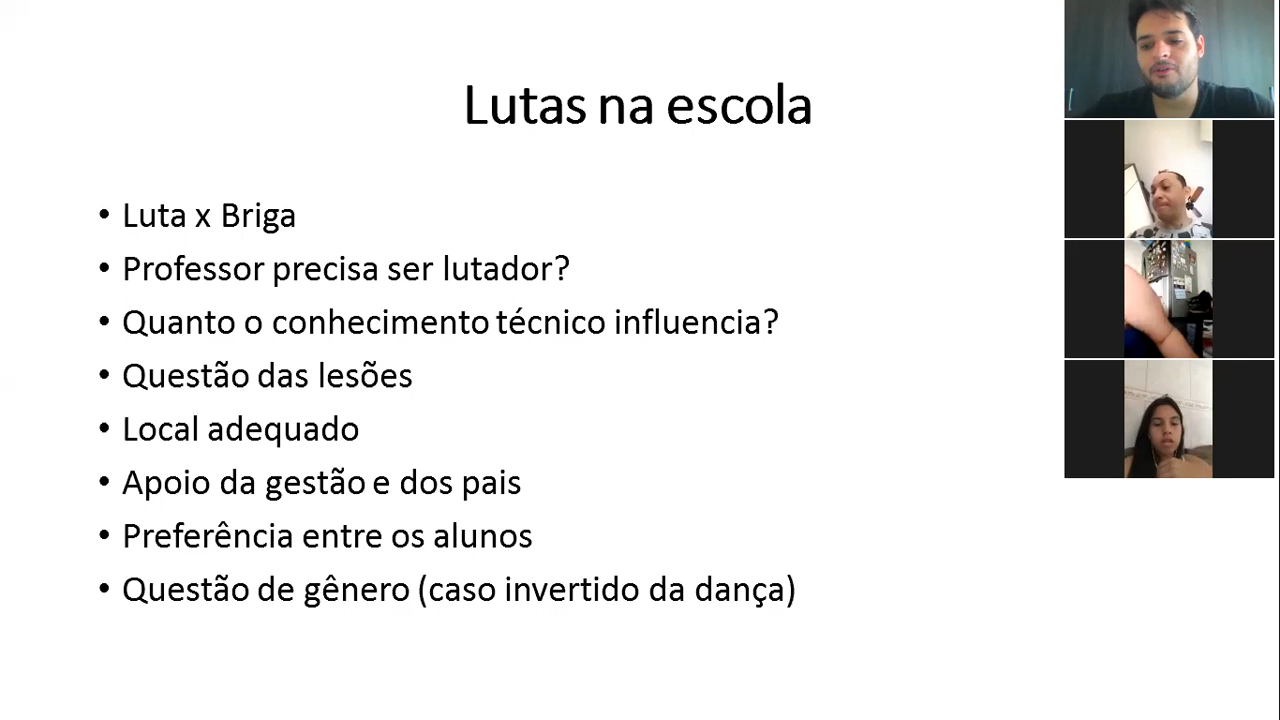 Lutas na escola
• Luta x Briga
• Professor precisa ser lutador?
• Quanto o conhecimento técnico influencia?
• Questão das lesões
• Local adequado
• Apoio da gestão e dos pais
• Preferência entre os alunos
• Questão de gênero (caso invertido da dança)